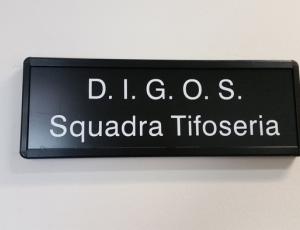 D. I. G. O. S.
Squadra Tifoseria